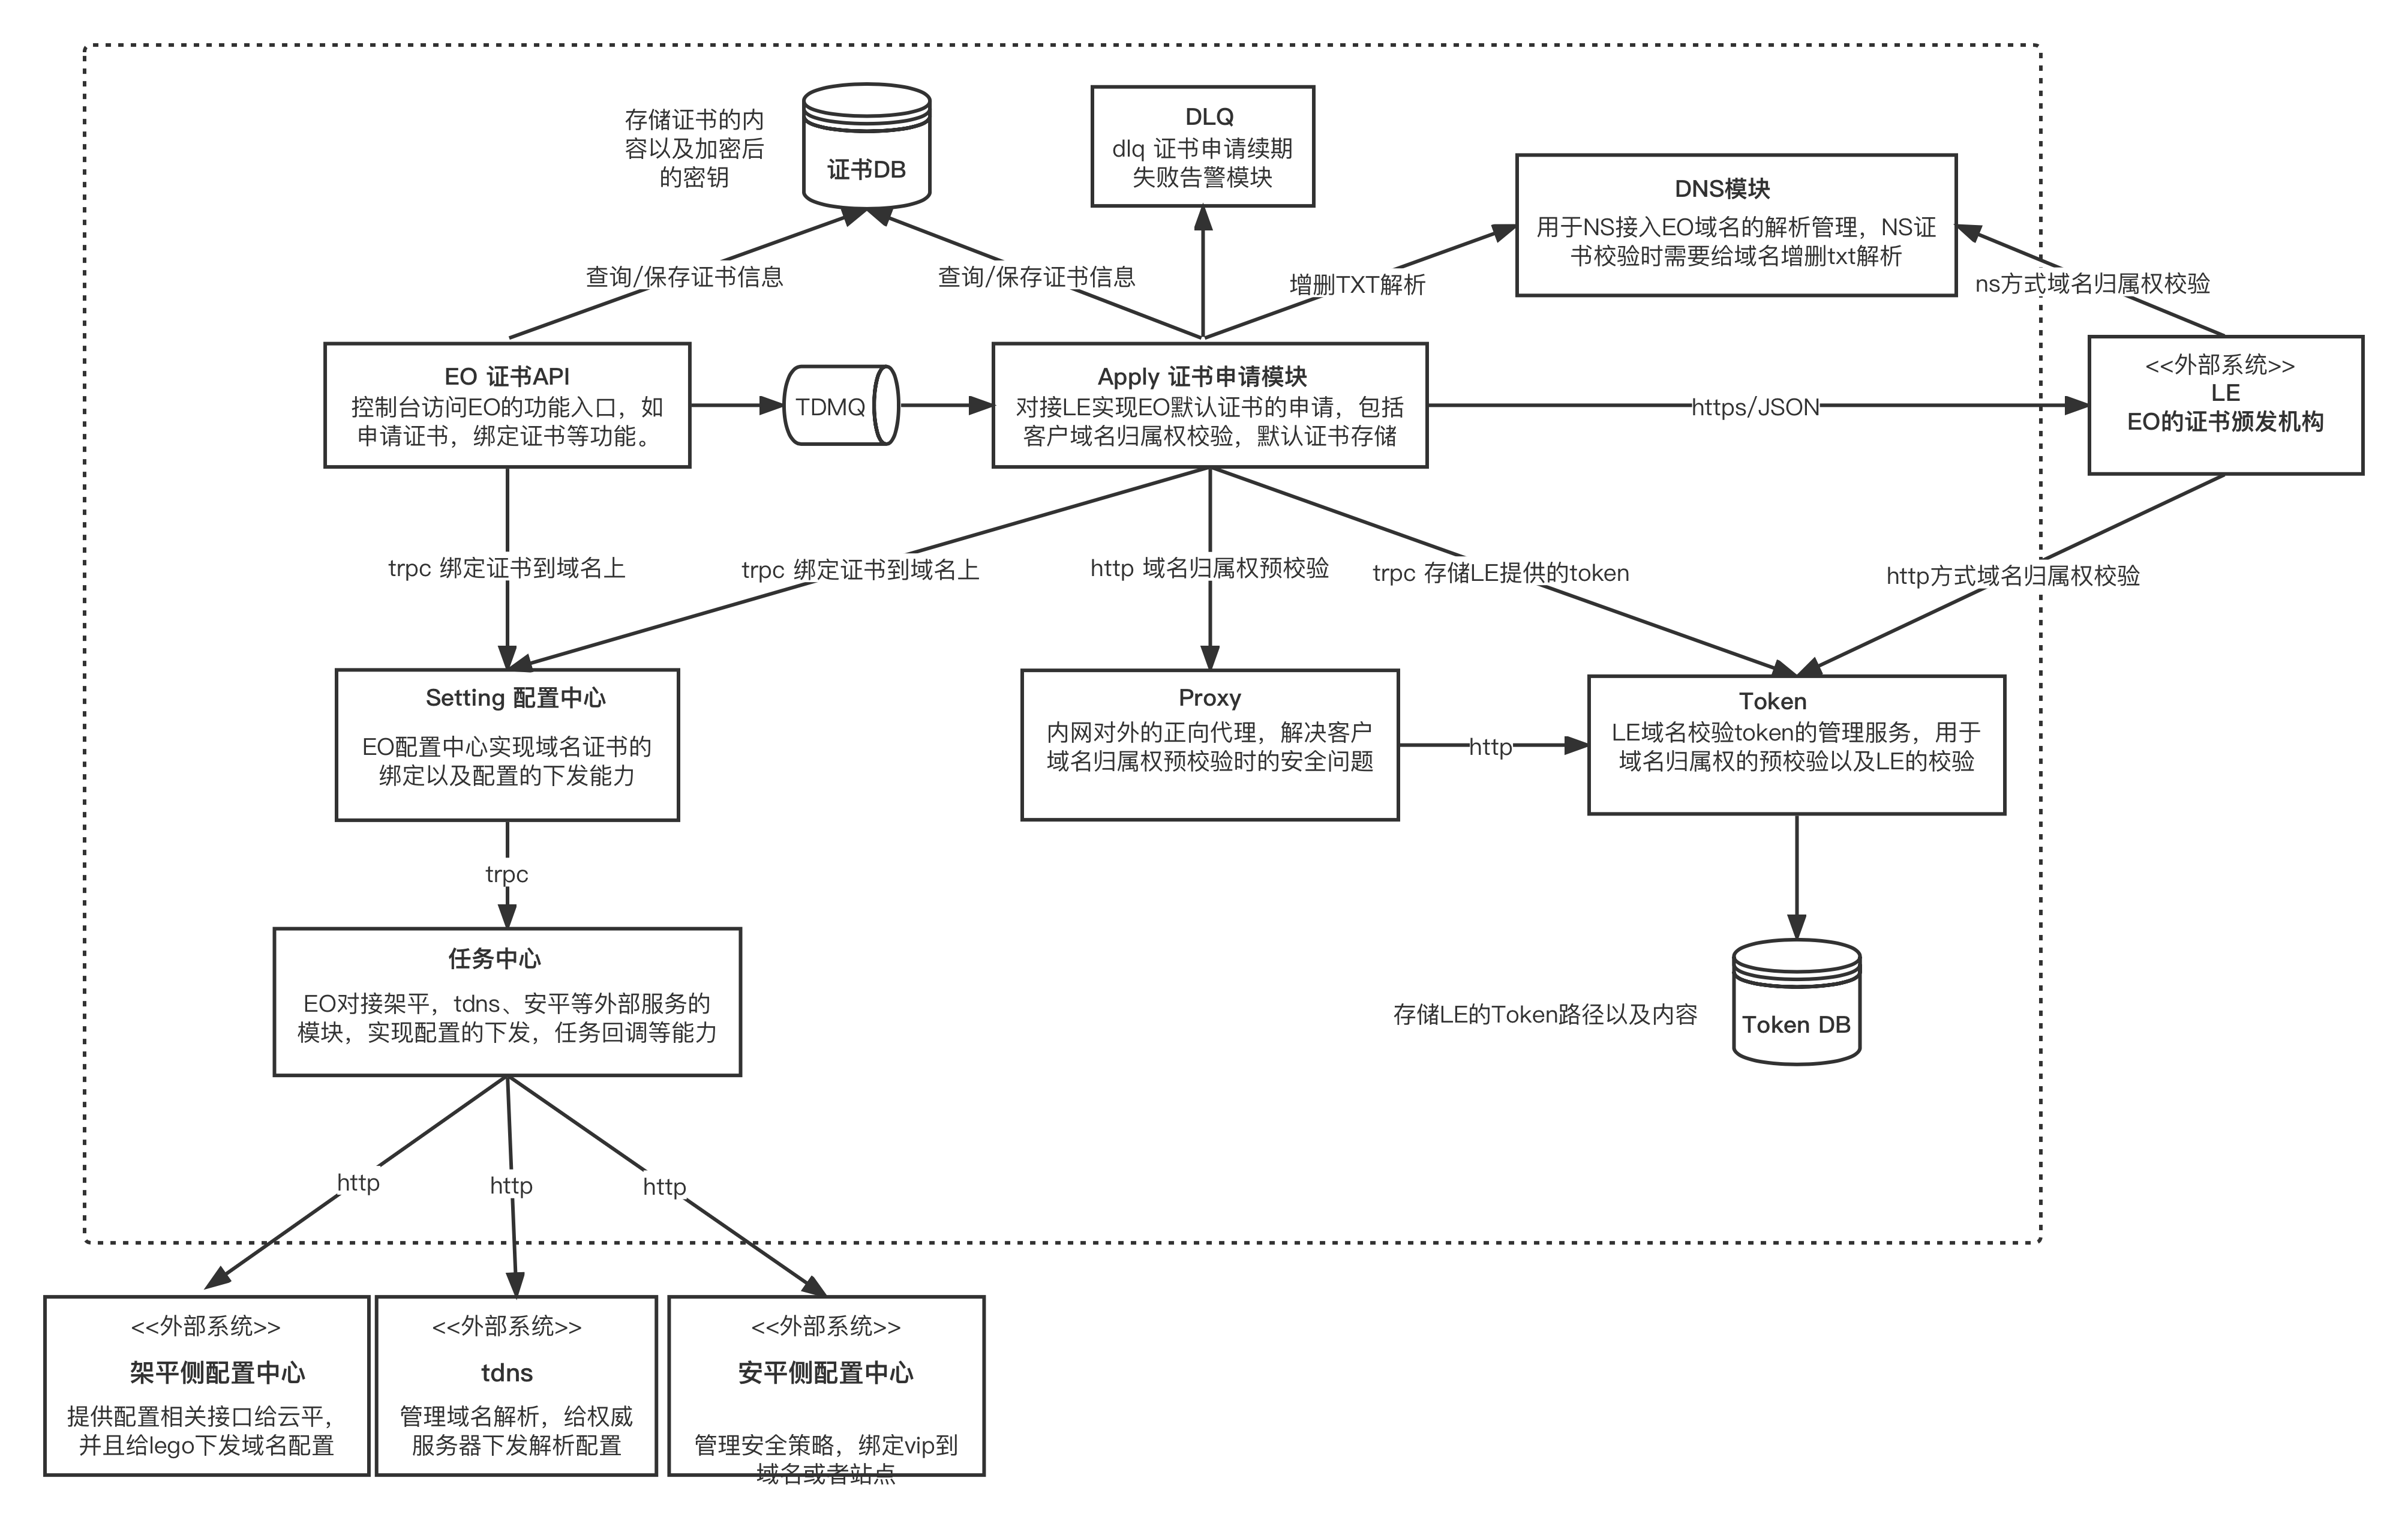 存储证书的内
容以及加密后
的密钥
证书DB
DLQ
dlq 证书申请续期
失败告警模块
DNS模块
用于NS接入EO域名的解析管理，NS证
书校验时需要给域名增删txt解析
查询/保存证书信息
查询/保存证书信息
增删TXT解析
ns方式域名归属权校验
EO 证书API
控制台访问EO的功能入口，如
申请证书，绑定证书等功能。
TDMQ
Apply 证书申请模块
对接LE实现EO默认证书的申请，包括
客户域名归属权校验，默认证书存储
https/JSON
<<外部系统>>
LE
EO的证书颁发机构
trpc 绑定证书到域名上
trpc 绑定证书到域名上
http 域名归属权预校验
trpc 存储LE提供的token
http方式域名归属权校验
Setting 配置中心
EO配置中心实现域名证书的
绑定以及配置的下发能力
Proxy
内网对外的正向代理，解决客户
域名归属权预校验时的安全问题
http
Token
LE域名校验token的管理服务，用于
域名归属权的预校验以及LE的校验
trpc
任务中心
EO对接架平，tdns、安平等外部服务的
模块，实现配置的下发，任务回调等能力
存储LE的Token路径以及内容
Token DB
http
http
http
<<外部系统>>
架平侧配置中心
提供配置相关接口给云平，
并且给lego下发域名配置
<<外部系统>>
tdns
管理域名解析，给权威
服务器下发解析配置
<<外部系统>>
安平侧配置中心
管理安全策略，绑定vip到
域名或者站点